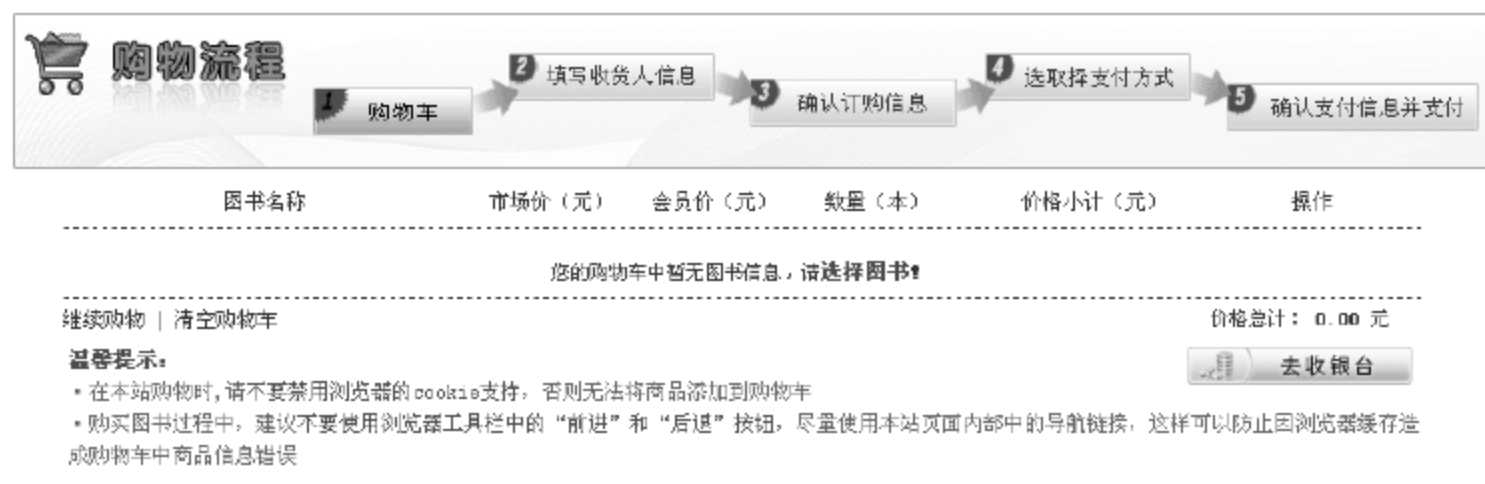 购物流程
1 购物车
2 填写收货人信息
3 确认订购信息
4 选取择支付方式
5 确认支付信息并支付
图书名称 市场价（元） 会员价（元） 数量（本） 价格小计（元） 操作
您的购物车中暂无图书信息，请选择图书！
继续购物 | 清空购物车 价格总计： 0.00 元
温馨提示： 去收银台
▪ 在本站购物时,请不要禁用浏览器的cookie支持，否则无法将商品添加到购物车
▪ 购买图书过程中，建议不要使用浏览器工具栏中的“前进”和“后退”按钮，尽量使用本站页面内部中的导航链接，这样可以防止因浏览器缓存造
成购物车中商品信息错误